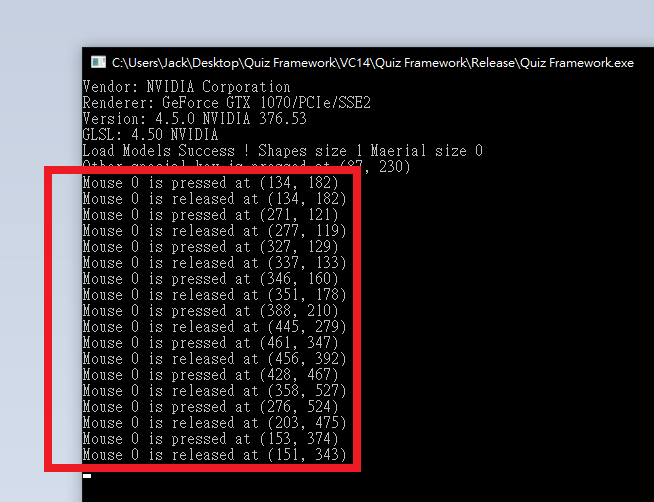 C:\Users\Jack\Desktop\Quiz Framework\VC14\Quiz Framework\Release\Quiz Framework.exe
Vendor: NVIDIA Corporation
Renderer: GeForce GTX 1070/PCIe/SSE2
Version: 4.5.0 NVIDIA 376.53
GLSL: 4.50 NVIDIA
Load Models Success ! Shapes size 1 Maerial size 0
Other special key is pressed at (87, 230)
Mouse 0 is pressed at (134, 182)
Mouse 0 is released at (134, 182)
Mouse 0 is pressed at (271, 121)
Mouse 0 is released at (277, 119)
Mouse 0 is pressed at (327, 129)
Mouse 0 is released at (337, 133)
Mouse 0 is pressed at (346, 160)
Mouse 0 is released at (351, 178)
Mouse 0 is pressed at (388, 210)
Mouse 0 is released at (445, 279)
Mouse 0 is pressed at (461, 347)
Mouse 0 is released at (456, 392)
Mouse 0 is pressed at (428, 467)
Mouse 0 is released at (358, 527)
Mouse 0 is pressed at (276, 524)
Mouse 0 is released at (203, 475)
Mouse 0 is pressed at (153, 374)
Mouse 0 is released at (151, 343)